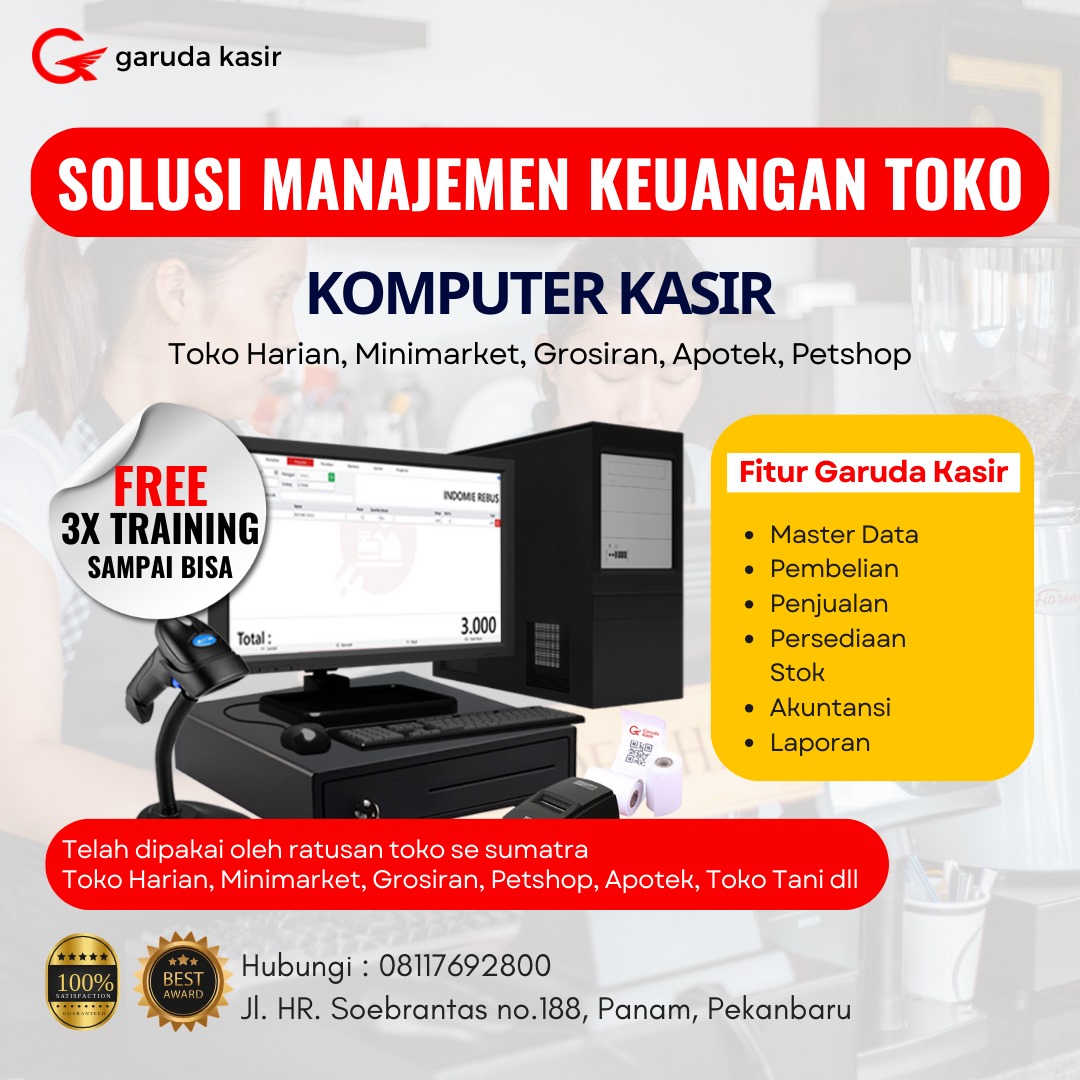 garuda kasir
SOLUSI MANAJEMEN KEUANGAN TOKO
KOMPUTER KASIR
Toko Harian, Minimarket, Grosiran, Apotek, Petshop
FREE
3X TRAINING
SAMPAI BISA
INDOMIE REBUS
Total :
3.000
Garuda
Kasir
Fitur Garuda Kasir
• Master Data
• Pembelian
• Penjualan
• Persediaan
Stok
• Akuntansi
• Laporan
Telah dipakai oleh ratusan toko se sumatra
Toko Harian, Minimarket, Grosiran, Petshop, Apotek, Toko Tani dll
100%
SATISFACTION
GUARANTEED
BEST
AWARD
Hubungi : 08117692800
Jl. HR. Soebrantas no.188, Panam, Pekanbaru